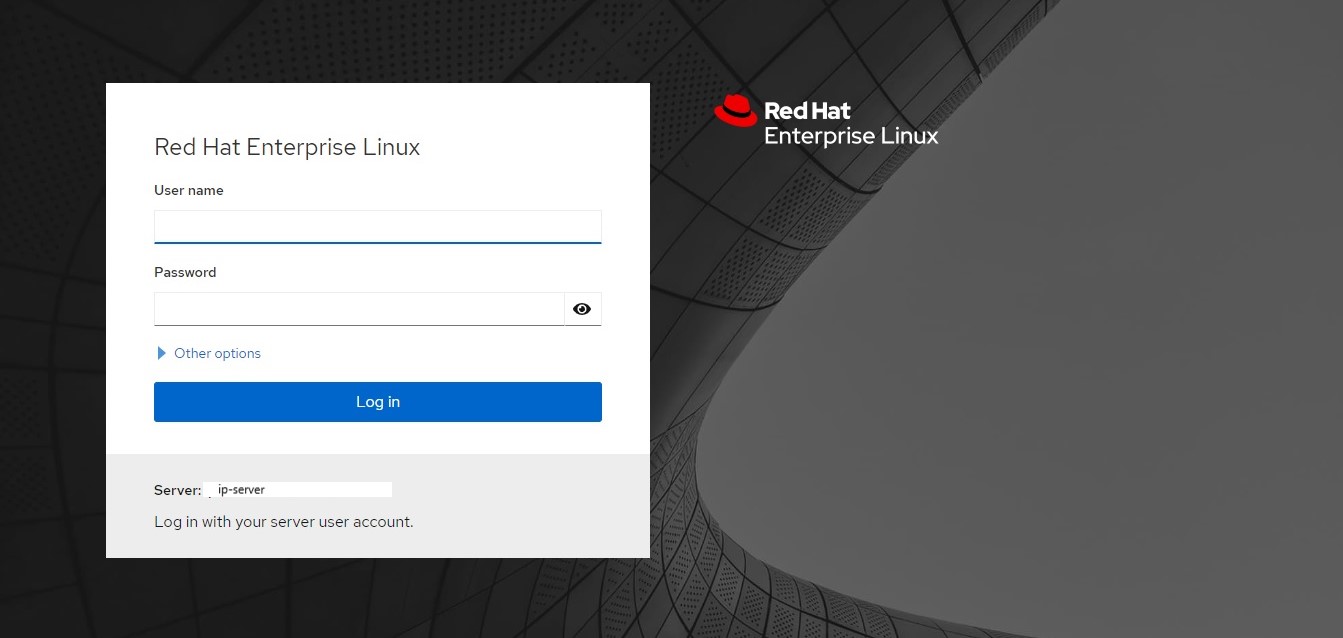 Red Hat Enterprise Linux
User name
Password
Other options
Log in
Server: ip-server
Log in with your server user account.
Red Hat
Enterprise Linux